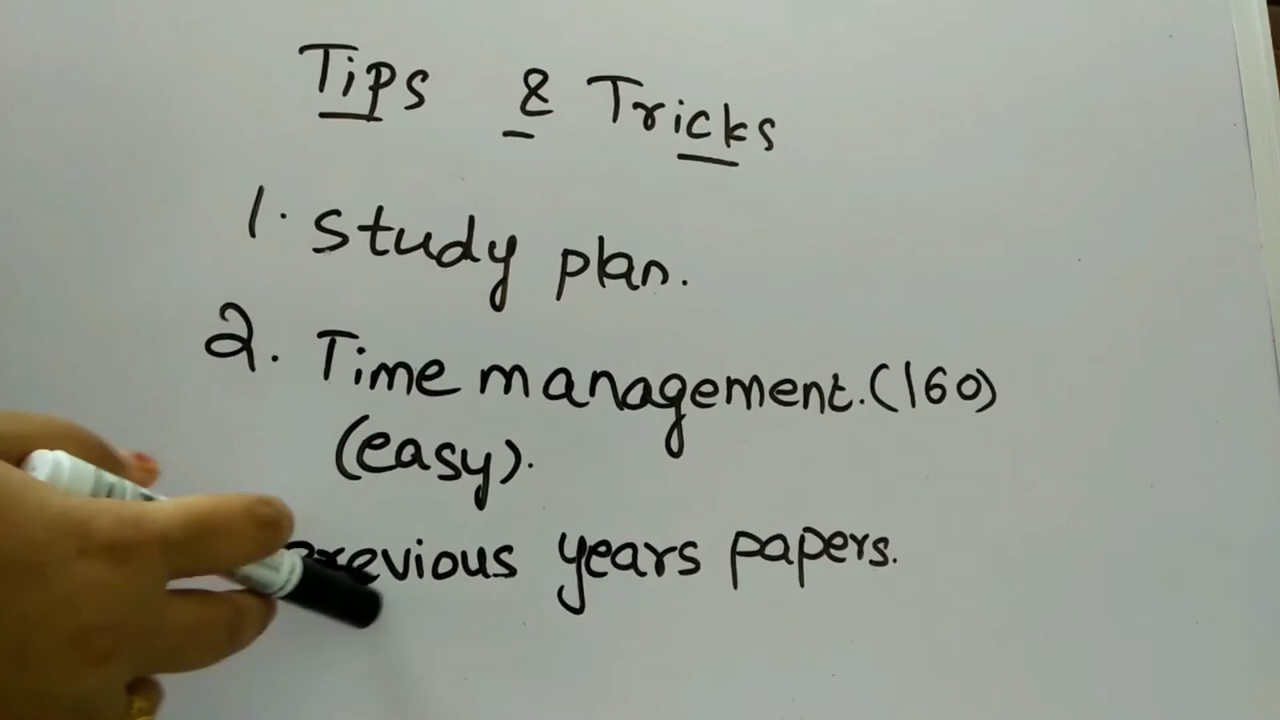 Tips & Tricks
1. Study plan.
2. Time management. (160)
(easy).
previous years papers.